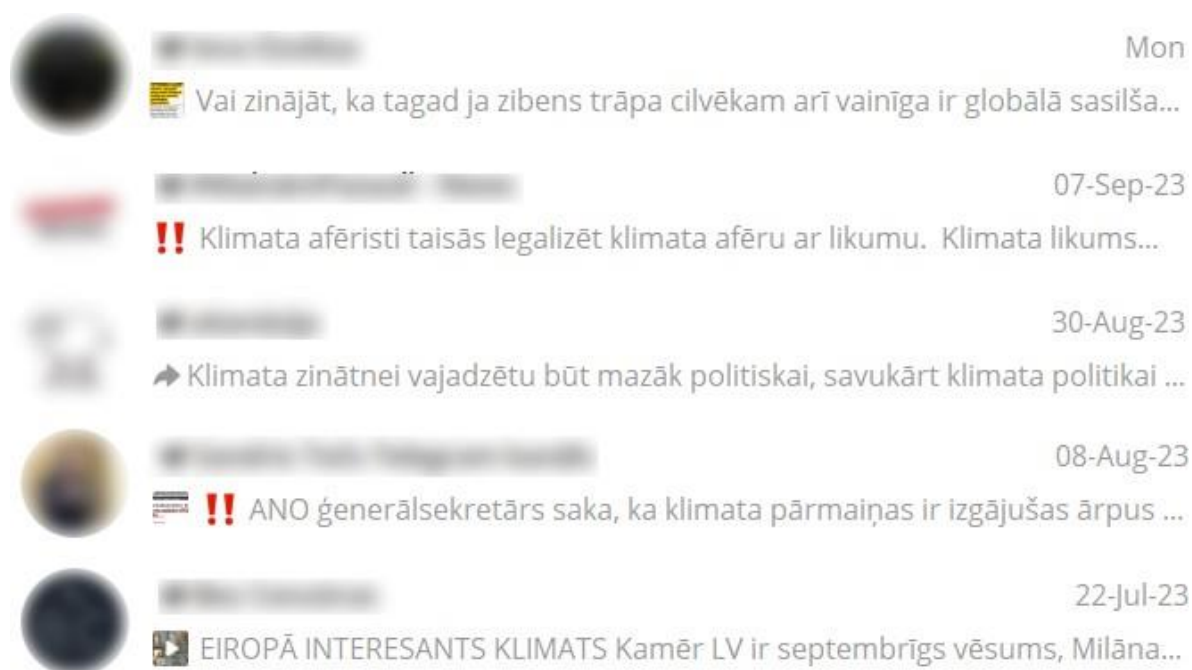 Mon
Vai zinājāt, ka tagad ja zibens trāpa cilvēkam arī vainīga ir globālā sasilša...
07-Sep-23
‼ Klimata afēristi taisās legalizēt klimata afēru ar likumu. Klimata likums...
30-Aug-23
Klimata zinātnei vajadzētu būt mazāk politiskai, savukārt klimata politikai ...
08-Aug-23
‼ ANO ģenerālsekretārs saka, ka klimata pārmaiņas ir izgājušas ārpus ...
22-Jul-23
EIROPĀ INTERESANTS KLIMATS Kamēr LV ir septembrīgs vēsums, Milāna...